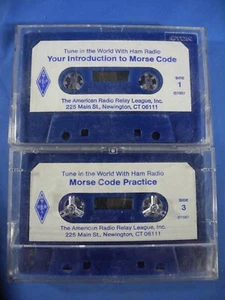 Tune in the World With Ham Radio
Your Introduction to Morse Code
SIDE
1
The American Radio Relay League, Inc.
225 Main St., Newington, CT 06111
Tune in the World With Ham Radio
Morse Code Practice
SIDE
3
The American Radio Relay League, Inc.
225 Main St., Newington, CT 06111